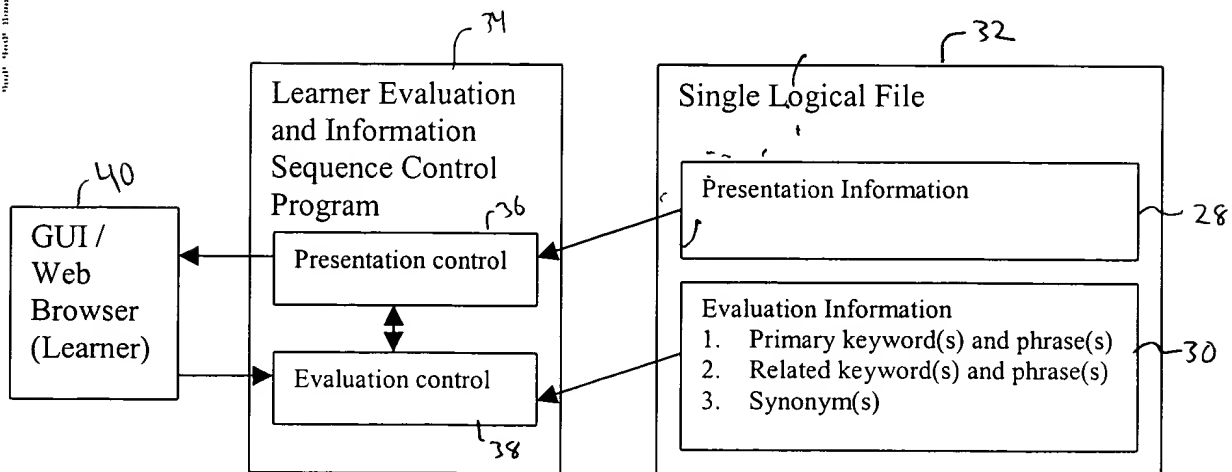 34
32
40
Learner Evaluation
and Information
Sequence Control
Program
36
Presentation control
Evaluation control
38
GUI /
Web
Browser
(Learner)
Single Logical File
Presentation Information
28
Evaluation Information
1. Primary keyword(s) and phrase(s)
2. Related keyword(s) and phrase(s)
3. Synonym(s)
30